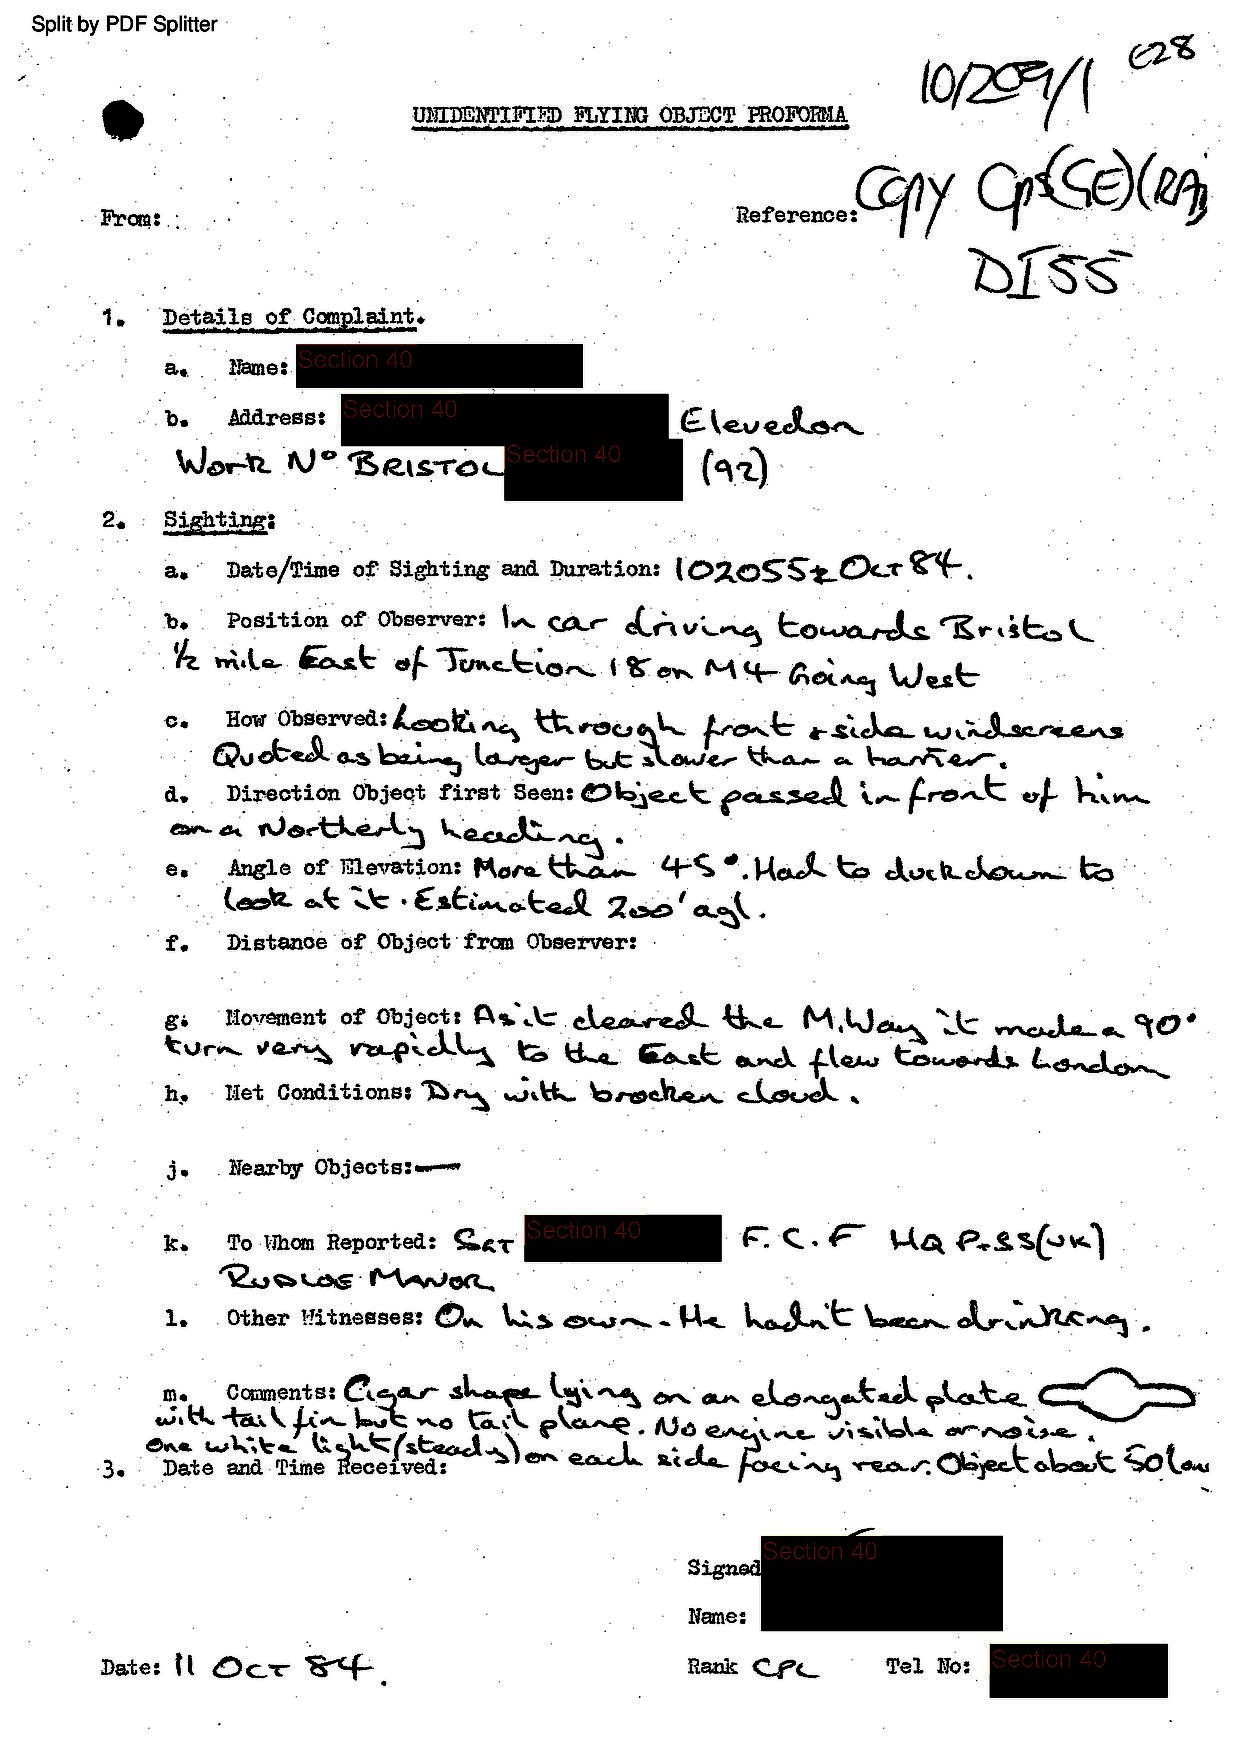 Split by PDF Splitter
E28
10/209/1
UNIDENTIFIED FLYING OBJECT PROFORMA
From:
Reference: Copy Ops(GE)(RAF)
DI55
1. Details of Complaint.
a. Name: Section 40
b. Address: Section 40 Elevedon
Work No BRISTOL Section 40 (92)
2. Sighting:
a. Date/Time of Sighting and Duration: 102055z Oct 84.
b. Position of Observer: In car driving towards Bristol
1/2 mile East of Junction 18 on M4 Going West
c. How Observed: Looking through front + side windscreens
Quoted as being larger but slower than a harrier.
d. Direction Object first Seen: Object passed in front of him
on a Northerly heading.
e. Angle of Elevation: More than 45°. Had to duck down to
look at it. Estimated 200' agl.
f. Distance of Object from Observer:
g. Movement of Object: As it cleared the M.Way it made a 90°
turn very rapidly to the East and flew towards London
h. Met Conditions: Dry with brocken cloud.
j. Nearby Objects: —
k. To Whom Reported: SGT Section 40 F.C.F HQ P+SS(UK)
RUDLOE MANOR
l. Other Witnesses: On his own. He hadn't been drinking.
m. Comments: Cigar shape lying on an elongated plate
with tail fin but no tail plane. No engine visible or noise.
One white light (steady) on each side facing rear. Object about 50
3. Date and Time Received:
Signed Section 40
Name:
Date: 11 Oct 84.
Rank CPL Tel No: Section 40